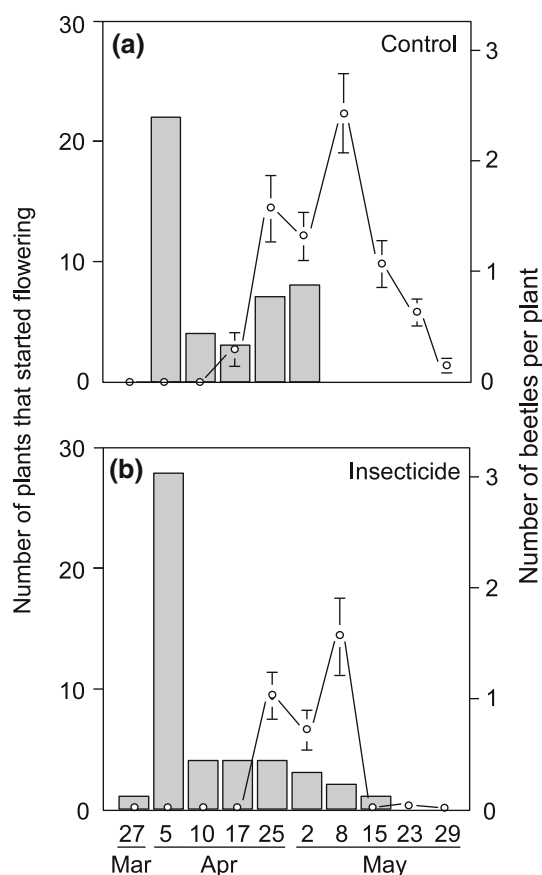 (a) Control
30
20
10
0
3
2
1
0
Number of plants that started flowering
Number of beetles per plant
(b) Insecticide
30
20
10
0
3
2
1
0
27 5 10 17 25 2 8 15 23 29
Mar Apr May